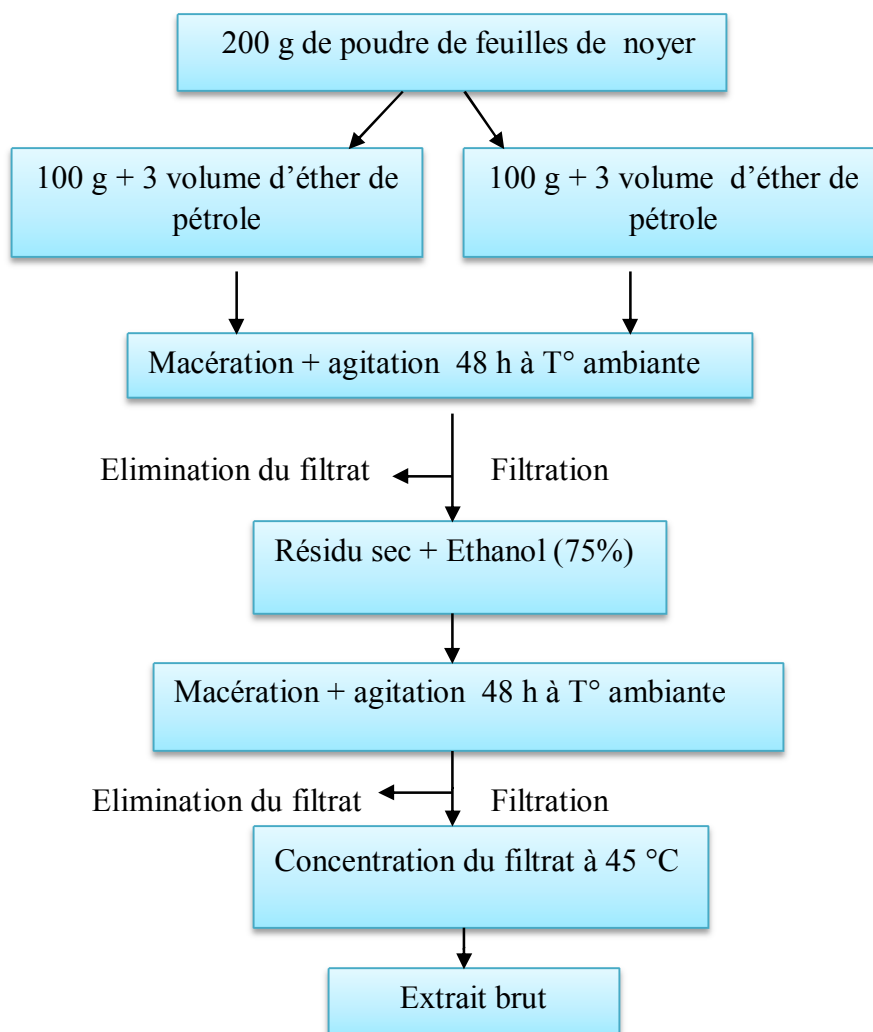 200 g de poudre de feuilles de noyer
100 g + 3 volume d'éther de
pétrole
100 g + 3 volume d'éther de
pétrole
Macération + agitation 48 h à T° ambiante
Elimination du filtrat
Filtration
Résidu sec + Ethanol (75%)
Macération + agitation 48 h à T° ambiante
Elimination du filtrat
Filtration
Concentration du filtrat à 45 °C
Extrait brut